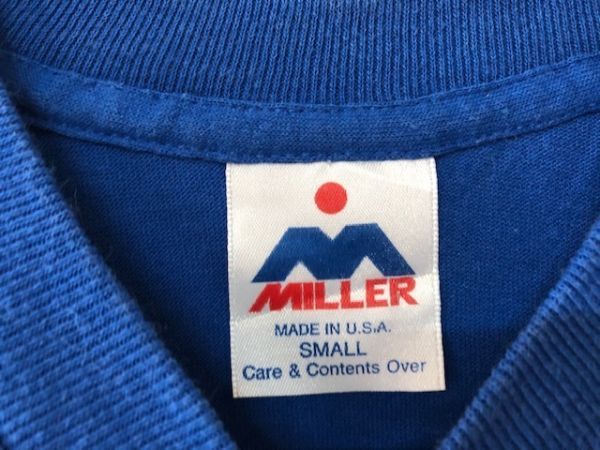 MILLER
MADE IN U.S.A.
SMALL
Care & Contents Over